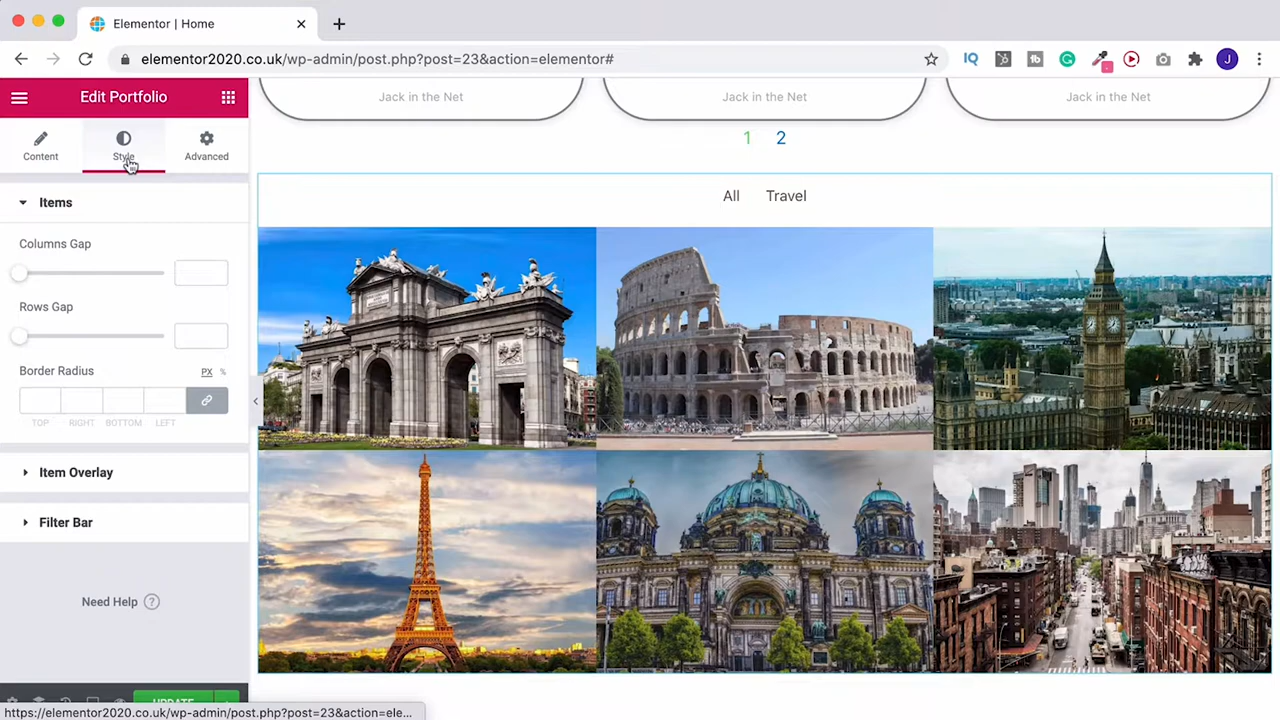 Elementor | Home
elementor2020.co.uk/wp-admin/post.php?post=23&action=elementor#
IQ
tb
J
Edit Portfolio
Content
Style
Advanced
Items
Columns Gap
Rows Gap
Border Radius
PX %
TOP RIGHT BOTTOM LEFT
Item Overlay
Filter Bar
Need Help ?
UPDATE
https://elementor2020.co.uk/wp-admin/post.php?post=23&action=ele...
Jack in the Net
Jack in the Net
Jack in the Net
1 2
All Travel